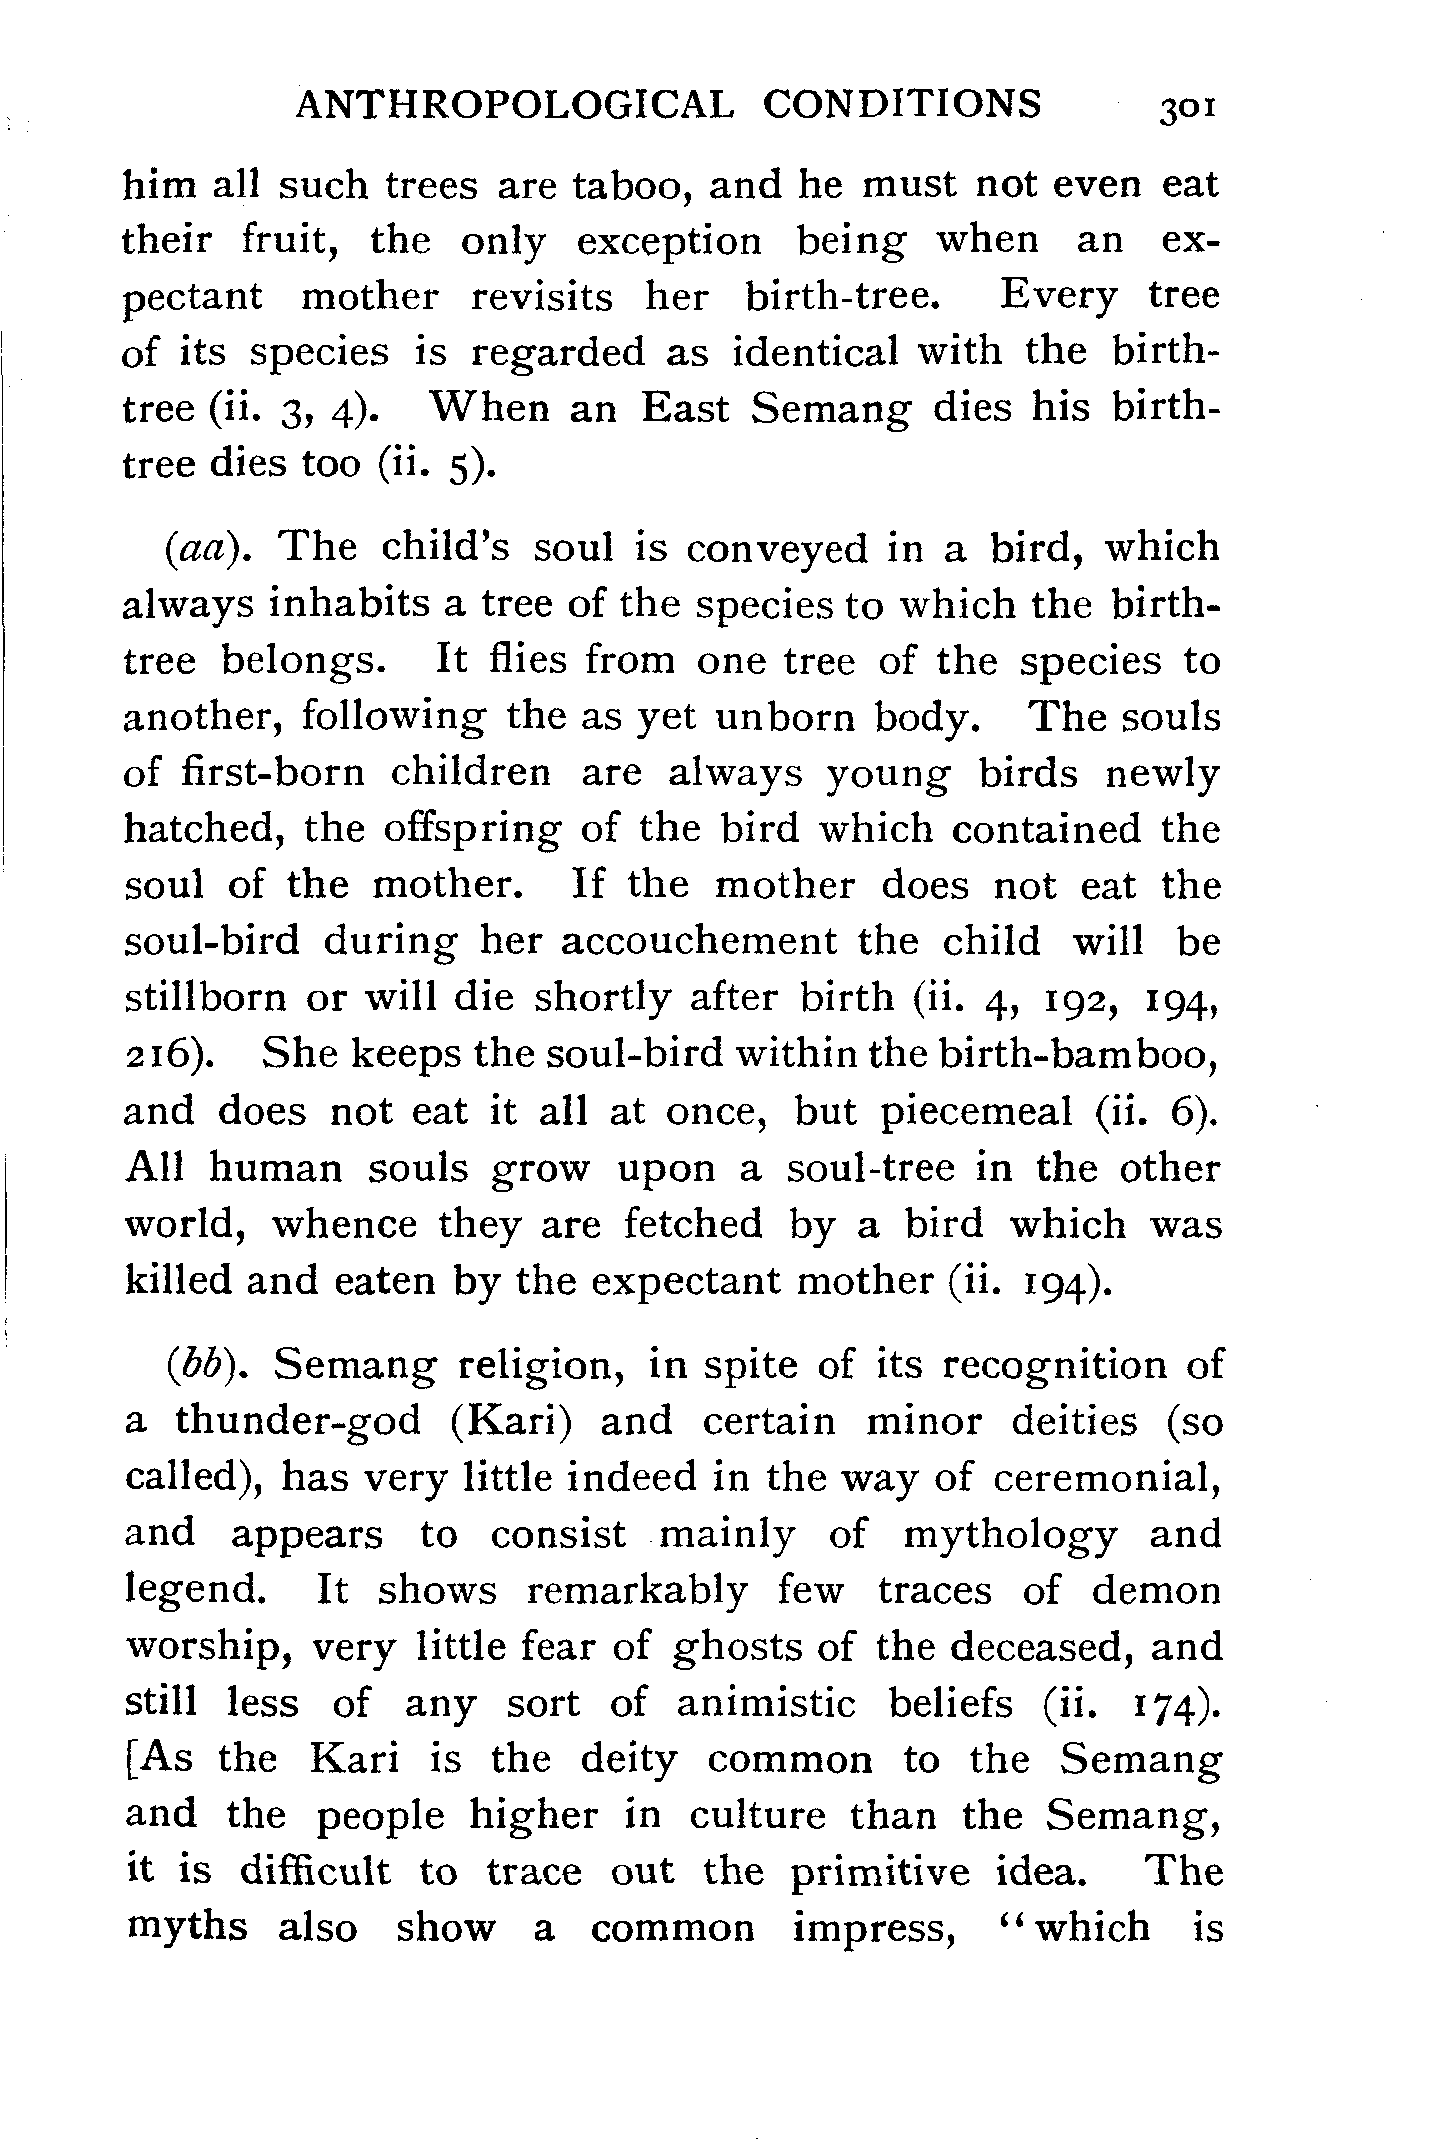 ANTHROPOLOGICAL CONDITIONS 301
him all such trees are taboo, and he must not even eat
their fruit, the only exception being when an ex-
pectant mother revisits her birth-tree. Every tree
of its species is regarded as identical with the birth-
tree (ii. 3, 4). When an East Semang dies his birth-
tree dies too (ii. 5).
(aa). The child's soul is conveyed in a bird, which
always inhabits a tree of the species to which the birth-
tree belongs. It flies from one tree of the species to
another, following the as yet unborn body. The souls
of first-born children are always young birds newly
hatched, the offspring of the bird which contained the
soul of the mother. If the mother does not eat the
soul-bird during her accouchement the child will be
stillborn or will die shortly after birth (ii. 4, 192, 194,
216). She keeps the soul-bird within the birth-bamboo,
and does not eat it all at once, but piecemeal (ii. 6).
All human souls grow upon a soul-tree in the other
world, whence they are fetched by a bird which was
killed and eaten by the expectant mother (ii. 194).
(bb). Semang religion, in spite of its recognition of
a thunder-god (Kari) and certain minor deities (so
called), has very little indeed in the way of ceremonial,
and appears to consist mainly of mythology and
legend. It shows remarkably few traces of demon
worship, very little fear of ghosts of the deceased, and
still less of any sort of animistic beliefs (ii. 174).
[As the Kari is the deity common to the Semang
and the people higher in culture than the Semang,
it is difficult to trace out the primitive idea. The
myths also show a common impress, "which is